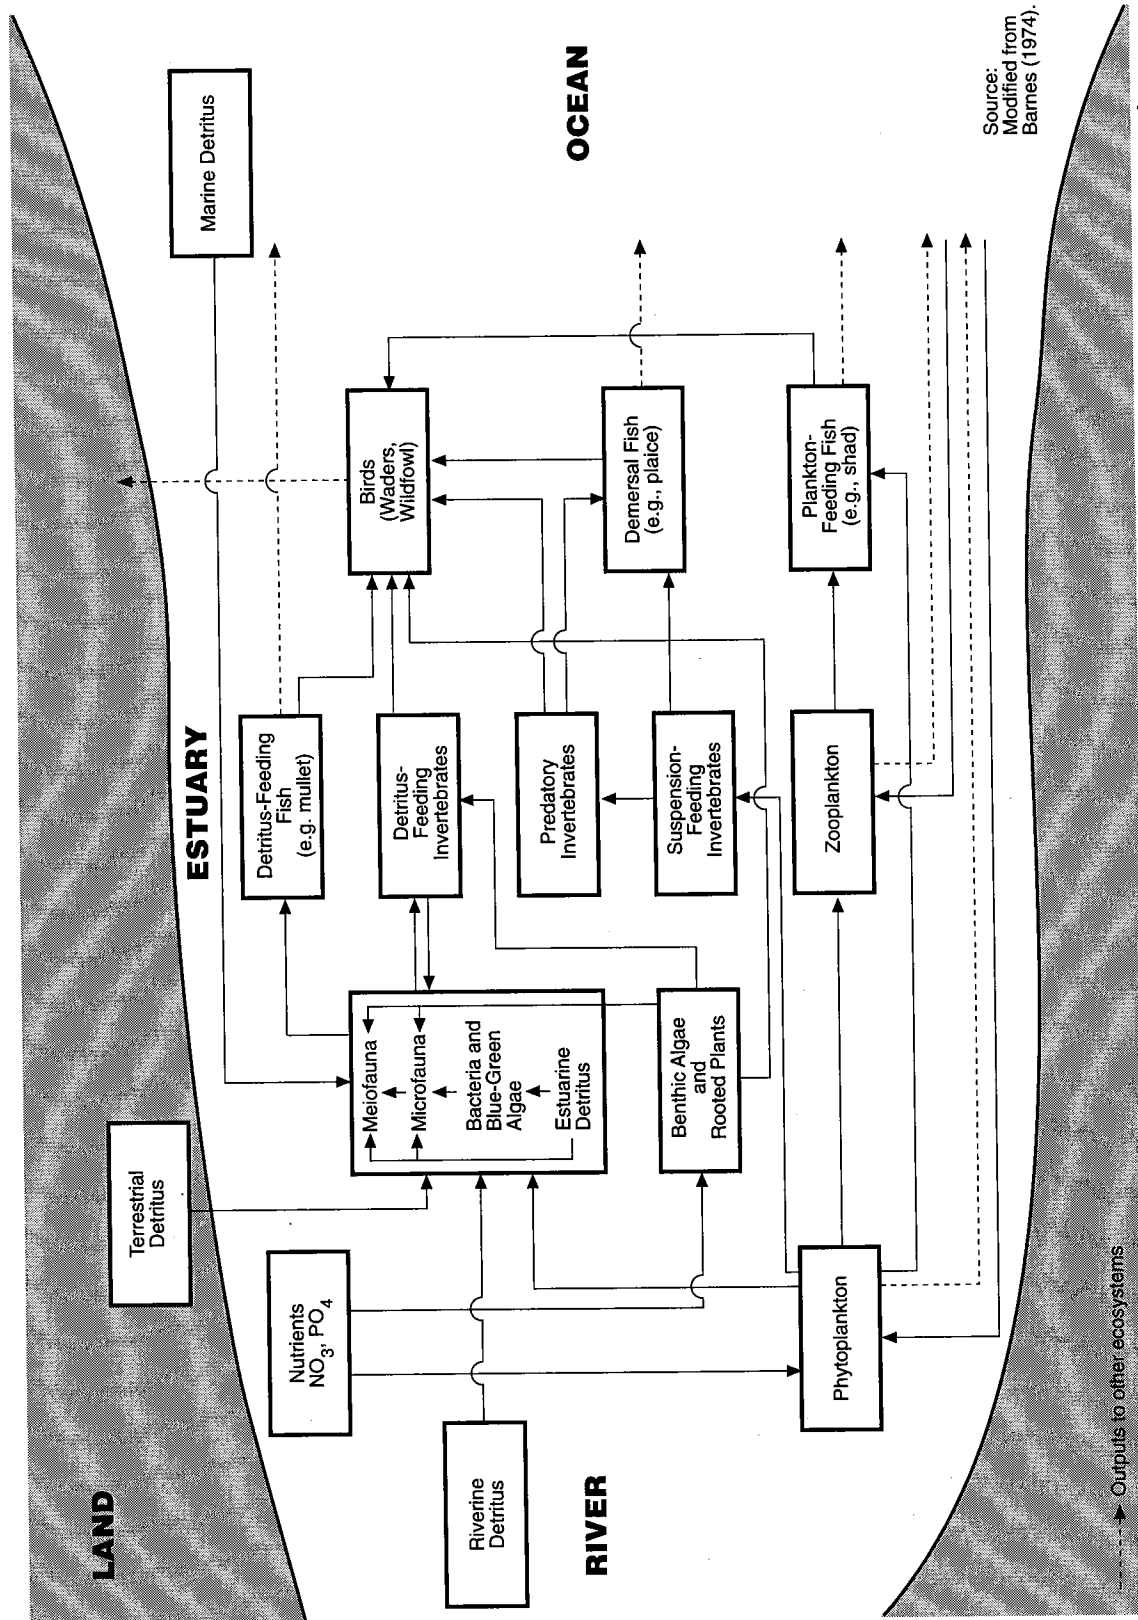 LAND
ESTUARY
RIVER
OCEAN
Marine Detritus
Terrestrial
Detritus
Nutrients
NO3, PO4
Riverine
Detritus
Meiofauna
Microfauna
Bacteria and
Blue-Green
Algae
Estuarine
Detritus
Benthic Algae
and
Rooted Plants
Phytoplankton
Detritus-Feeding
Fish
(e.g. mullet)
Detritus-
Feeding
Invertebrates
Predatory
Invertebrates
Suspension-
Feeding
Invertebrates
Zooplankton
Birds
(Waders,
Wildfowl)
Demersal Fish
(e.g., plaice)
Plankton-
Feeding Fish
(e.g., shad)
Outputs to other ecosystems
Source:
Modified from
Barnes (1974).